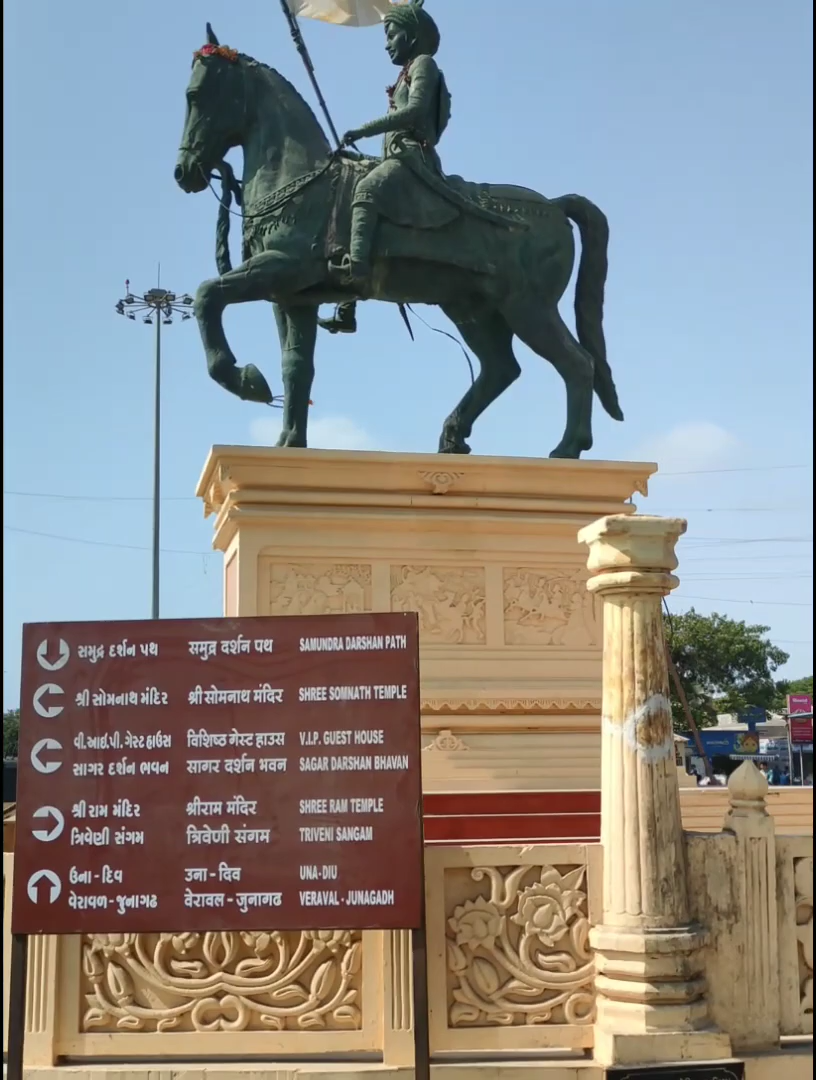 સમુદ્ર દર્શન પથ समुद्र दर्शन पथ SAMUNDRA DARSHAN PATH
શ્રી સોમનાથ મંદિર श्री सोमनाथ मंदिर SHREE SOMNATH TEMPLE
વી.આઇ.પી. ગેસ્ટ હાઉસ विशिष्ठ गेस्ट हाउस V.I.P. GUEST HOUSE
સાગર દર્શન ભવન सागर दर्शन भवन SAGAR DARSHAN BHAVAN
શ્રી રામ મંદિર श्रीराम मंदिर SHREE RAM TEMPLE
ત્રિવેણી સંગમ त्रिवेणी संगम TRIVENI SANGAM
ઉના - દિવ उना - दिव UNA-DIU
વેરાવળ - જુનાગઢ वेरावल - जुनागढ VERAVAL - JUNAGADH